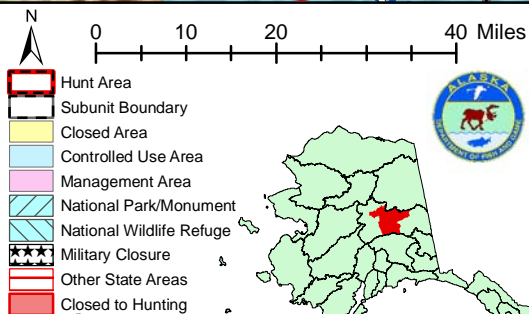 N
0 10 20 40 Miles
Hunt Area
Subunit Boundary
Closed Area
Controlled Use Area
Management Area
National Park/Monument
National Wildlife Refuge
Military Closure
Other State Areas
Closed to Hunting
ALASKA
DEPARTMENT OF FISH AND GAME